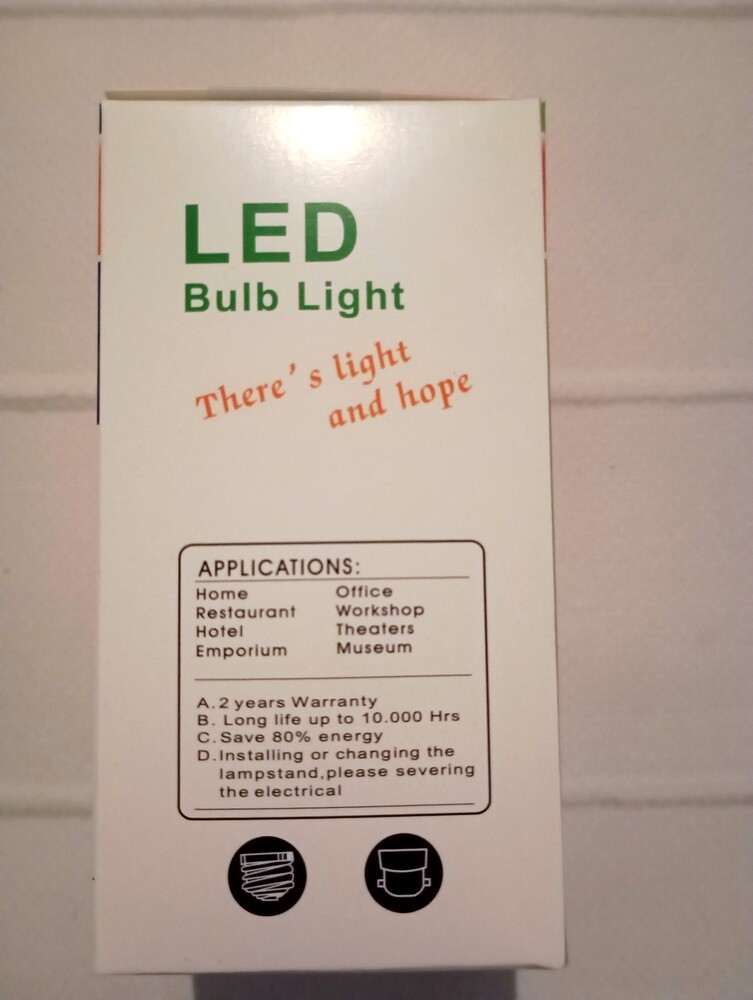 LED
Bulb Light
There's light
and hope
APPLICATIONS:
Home Office
Restaurant Workshop
Hotel Theaters
Emporium Museum
A. 2 years Warranty
B. Long life up to 10.000 Hrs
C. Save 80% energy
D. Installing or changing the
lampstand,please severing
the electrical